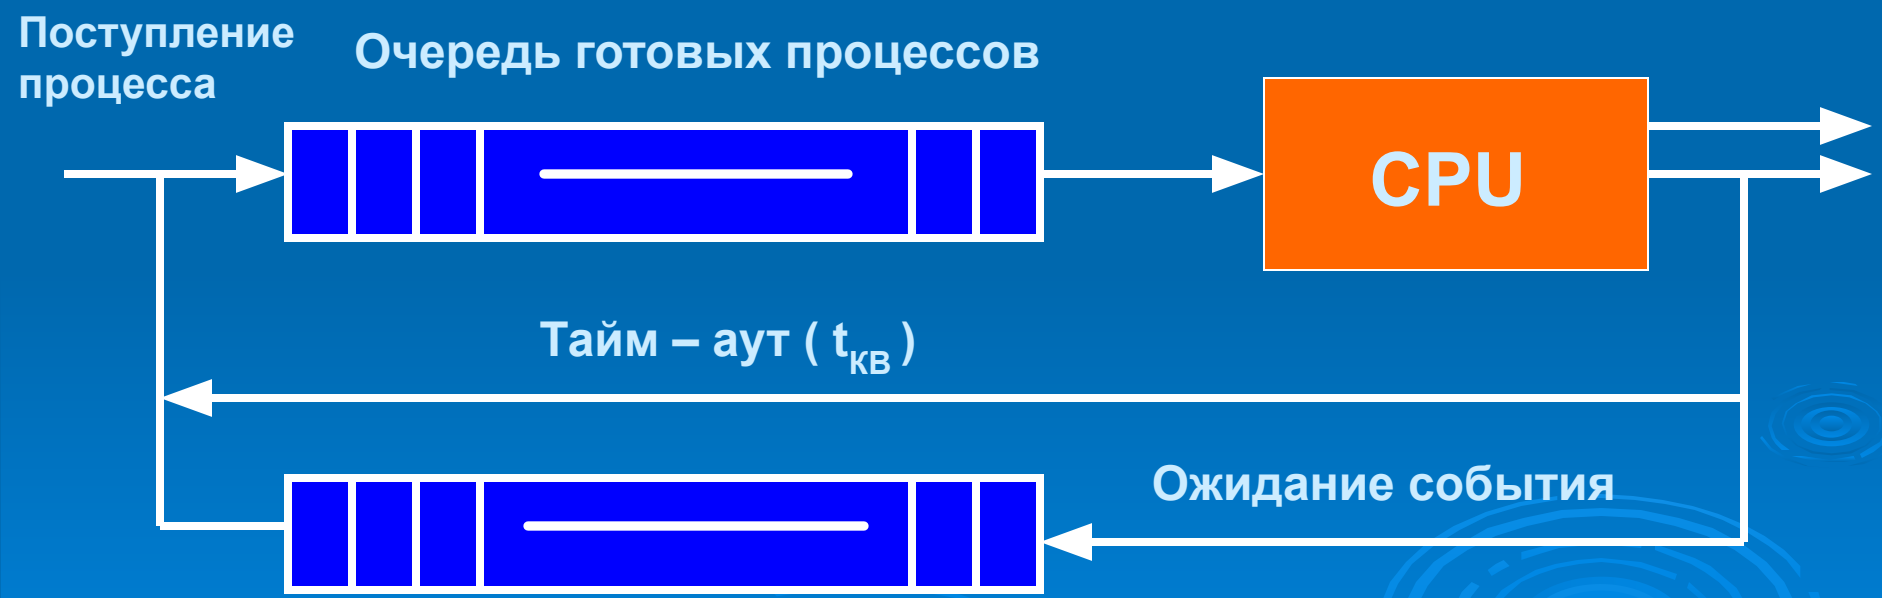 Поступление
процесса
Очередь готовых процессов
CPU
Тайм – аут ( tКВ )
Ожидание события